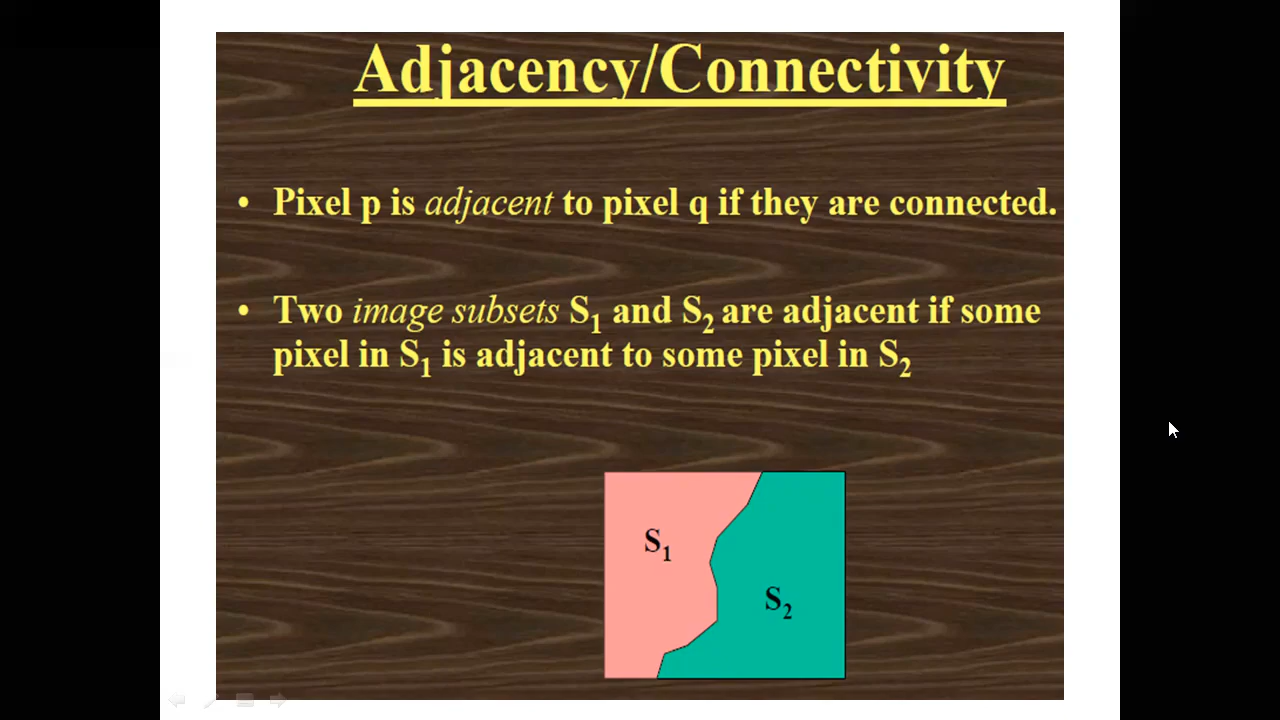 Adjacency/Connectivity
• Pixel p is adjacent to pixel q if they are connected.
• Two image subsets S₁ and S₂ are adjacent if some
pixel in S₁ is adjacent to some pixel in S₂
S₁
S₂